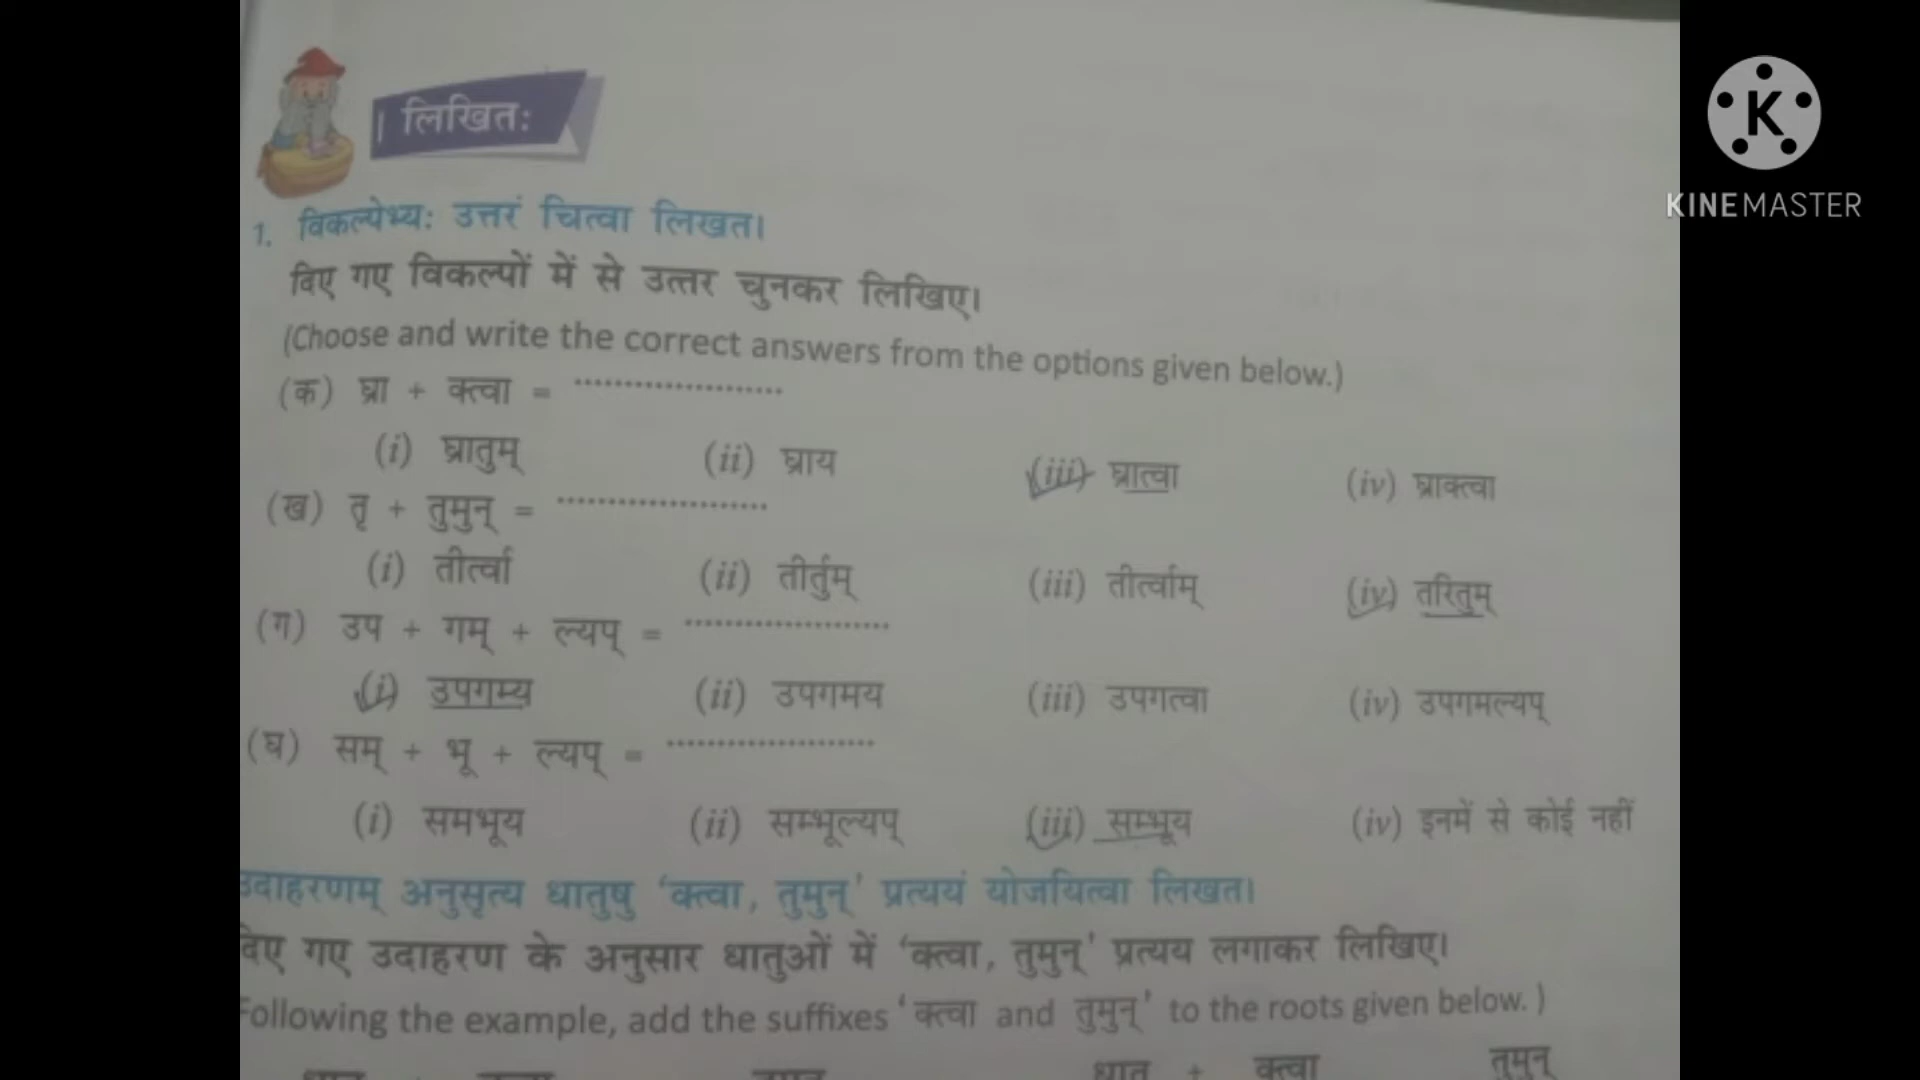 लिखितः
1. विकल्पेभ्यः उत्तरं चित्वा लिखत।
दिए गए विकल्पों में से उत्तर चुनकर लिखिए।
(Choose and write the correct answers from the options given below.)
(क) घ्रा + क्त्वा = ....................
(i) घ्रातुम् (ii) घ्राय (iii) घ्रात्वा (iv) घ्राक्त्वा
(ख) तृ + तुमुन् = ....................
(i) तीर्त्वा (ii) तीर्तुम् (iii) तीर्त्वाम् (iv) तरितुम्
(ग) उप + गम् + ल्यप् = ....................
(i) उपगम्य (ii) उपगमय (iii) उपगत्वा (iv) उपगमल्यप्
(घ) सम् + भू + ल्यप् = ....................
(i) समभूय (ii) सम्भूल्यप् (iii) सम्भूय (iv) इनमें से कोई नहीं
उदाहरणम् अनुसृत्य धातुषु ‘क्त्वा, तुमुन्’ प्रत्ययं योजयित्वा लिखत।
दिए गए उदाहरण के अनुसार धातुओं में ‘क्त्वा, तुमुन्’ प्रत्यय लगाकर लिखिए।
Following the example, add the suffixes ‘क्त्वा and तुमुन्’ to the roots given below. )
धातु + क्त्वा तुमुन्
K
KINEMASTER